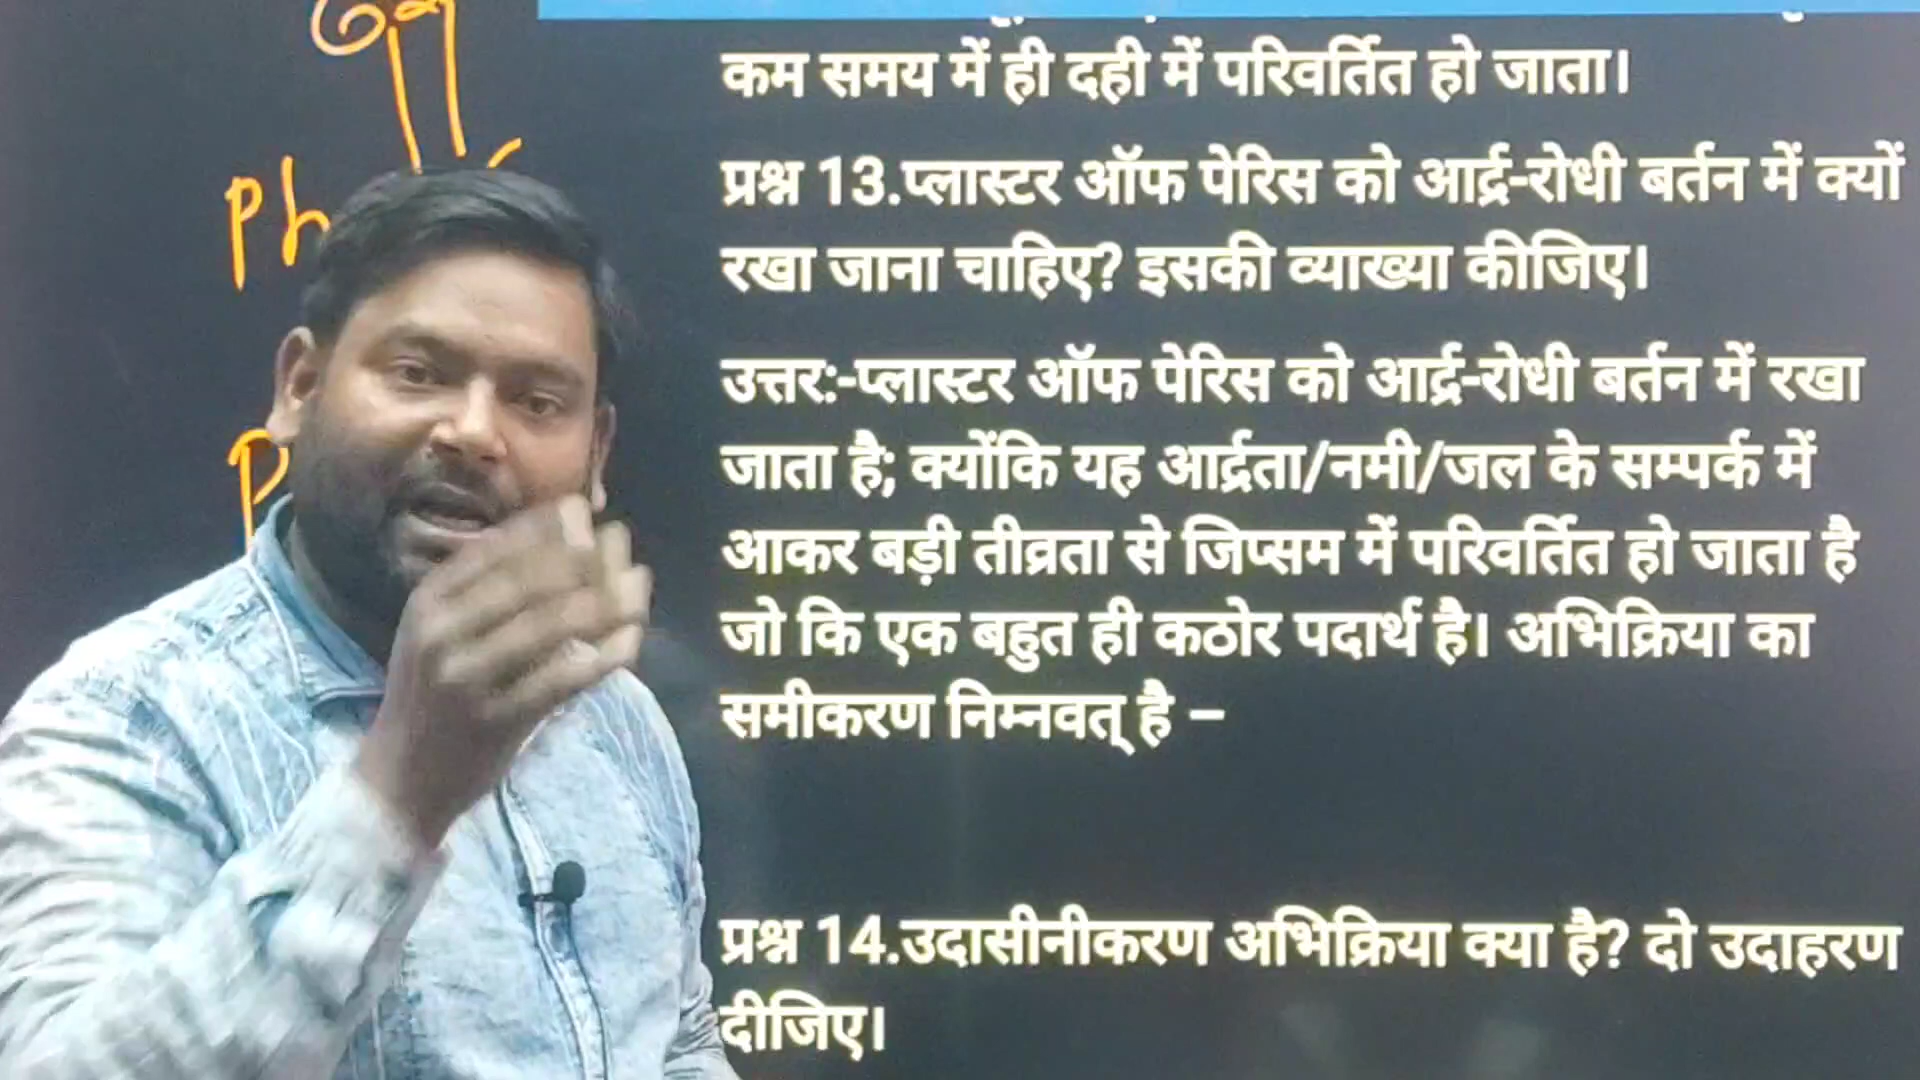 Ph
P
कम समय में ही दही में परिवर्तित हो जाता।
प्रश्न 13.प्लास्टर ऑफ पेरिस को आर्द्र-रोधी बर्तन में क्यों
रखा जाना चाहिए? इसकी व्याख्या कीजिए।
उत्तर:-प्लास्टर ऑफ पेरिस को आर्द्र-रोधी बर्तन में रखा
जाता है; क्योंकि यह आर्द्रता/नमी/जल के सम्पर्क में
आकर बड़ी तीव्रता से जिप्सम में परिवर्तित हो जाता है
जो कि एक बहुत ही कठोर पदार्थ है। अभिक्रिया का
समीकरण निम्नवत् है –
प्रश्न 14.उदासीनीकरण अभिक्रिया क्या है? दो उदाहरण
दीजिए।